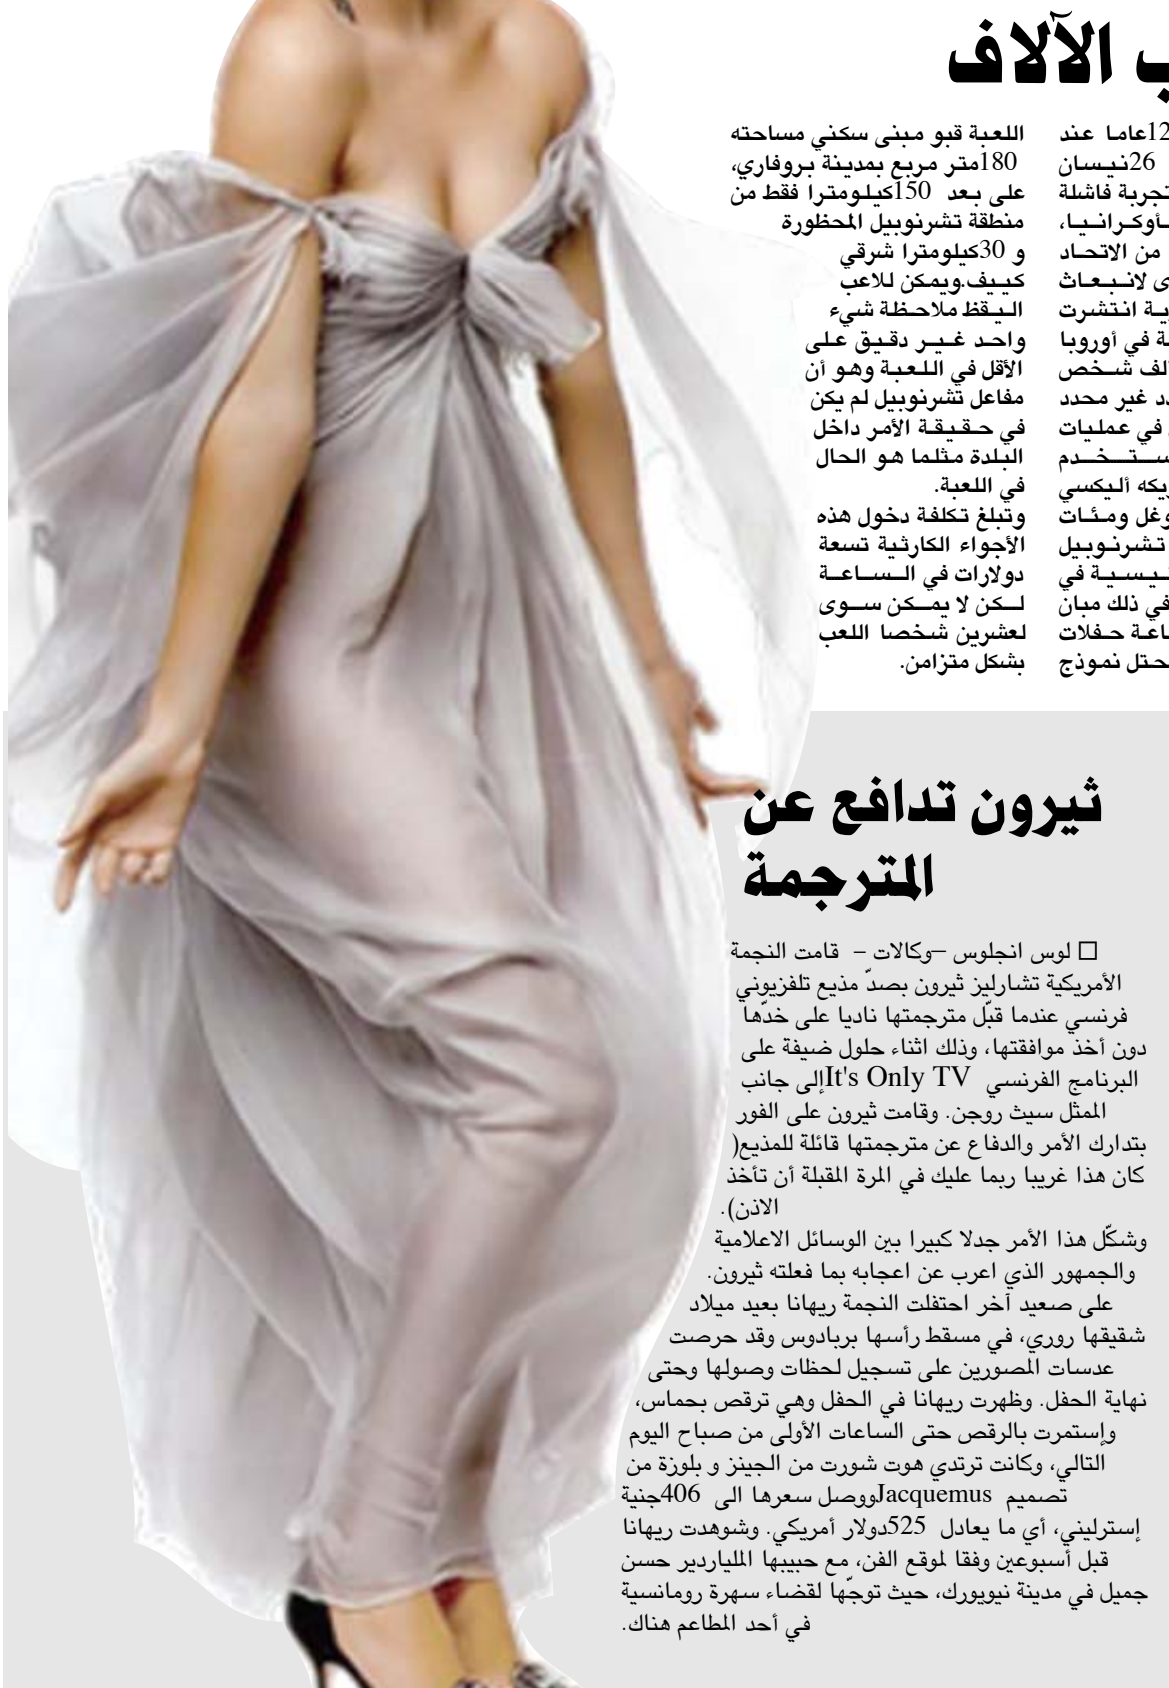 الآلاف
12عاما عند
26نيسان
تجربة فاشلة
من الاتحاد
لانبعاث
انتشرت
في أوروبا
شخص
غير محدد
في عمليات
أليكسي
ومئات
تشرنوبيل
في
في ذلك مبان
حفلات
نموذج
اللعبة قبو مبنى سكني مساحته
180متر مربع بمدينة بروفاري،
على بعد 150كيلومترا فقط من
منطقة تشرنوبيل المحظورة
و 30كيلومترا شرقي
كييف.ويمكن للاعب
اليقظ ملاحظة شيء
واحد غير دقيق على
الأقل في اللعبة وهو أن
مفاعل تشرنوبيل لم يكن
في حقيقة الأمر داخل
البلدة مثلما هو الحال
في اللعبة.
وتبلغ تكلفة دخول هذه
الأجواء الكارثية تسعة
دولارات في الساعة
لكن لا يمكن سوى
لعشرين شخصا اللعب
بشكل متزامن.
ثيرون تدافع عن
المترجمة
□ لوس انجلوس –وكالات – قامت النجمة
الأمريكية تشارليز ثيرون بصدّ مذيع تلفزيوني
فرنسي عندما قبّل مترجمتها ناديا على خدّها
دون أخذ موافقتها، وذلك اثناء حلول ضيفة على
البرنامج الفرنسي It's Only TVإلى جانب
الممثل سيث روجن. وقامت ثيرون على الفور
بتدارك الأمر والدفاع عن مترجمتها قائلة للمذيع(
كان هذا غريبا ربما عليك في المرة المقبلة أن تأخذ
الاذن).
وشكّل هذا الأمر جدلا كبيرا بين الوسائل الاعلامية
والجمهور الذي اعرب عن اعجابه بما فعلته ثيرون.
على صعيد آخر احتفلت النجمة ريهانا بعيد ميلاد
شقيقها روري، في مسقط رأسها بربادوس وقد حرصت
عدسات المصورين على تسجيل لحظات وصولها وحتى
نهاية الحفل. وظهرت ريهانا في الحفل وهي ترقص بحماس،
وإستمرت بالرقص حتى الساعات الأولى من صباح اليوم
التالي، وكانت ترتدي هوت شورت من الجينز و بلوزة من
تصميم Jacquemusووصل سعرها الى 406جنية
إسترليني، أي ما يعادل 525دولار أمريكي. وشوهدت ريهانا
قبل أسبوعين وفقا لموقع الفن، مع حبيبها الملياردير حسن
جميل في مدينة نيويورك، حيث توجّها لقضاء سهرة رومانسية
في أحد المطاعم هناك.